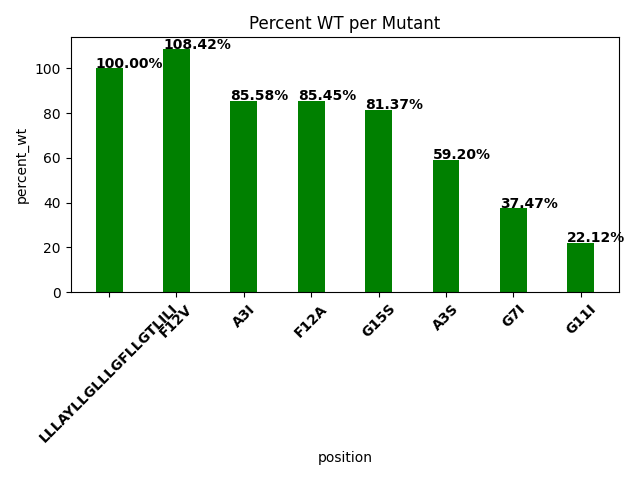 Percent WT per Mutant
percent_wt
100
80
60
40
20
0
100.00%
108.42%
85.58%
85.45%
81.37%
59.20%
37.47%
22.12%
LLLAYLLGLLLGFLLGTLILI
F12V
A3I
F12A
G15S
A3S
G7I
G11I
position